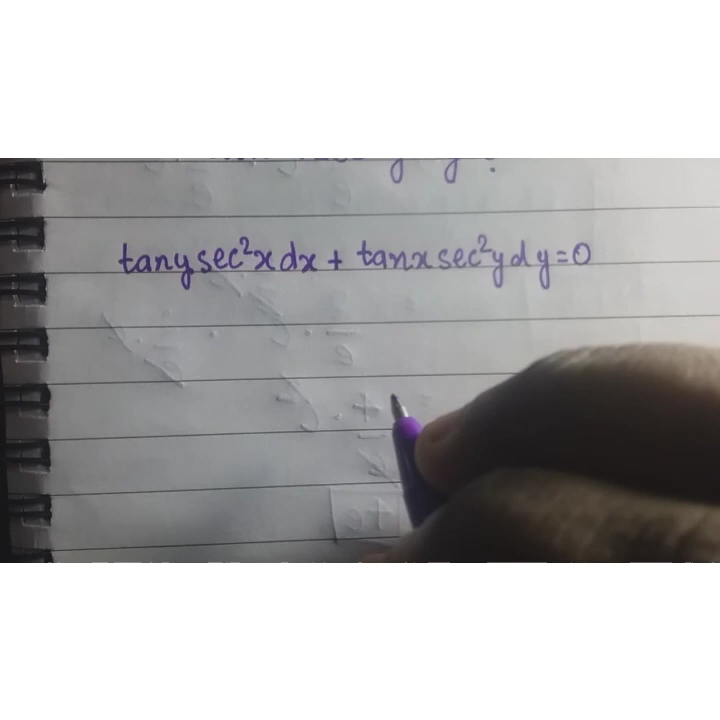 tany sec²x dx + tanx sec²y dy = 0